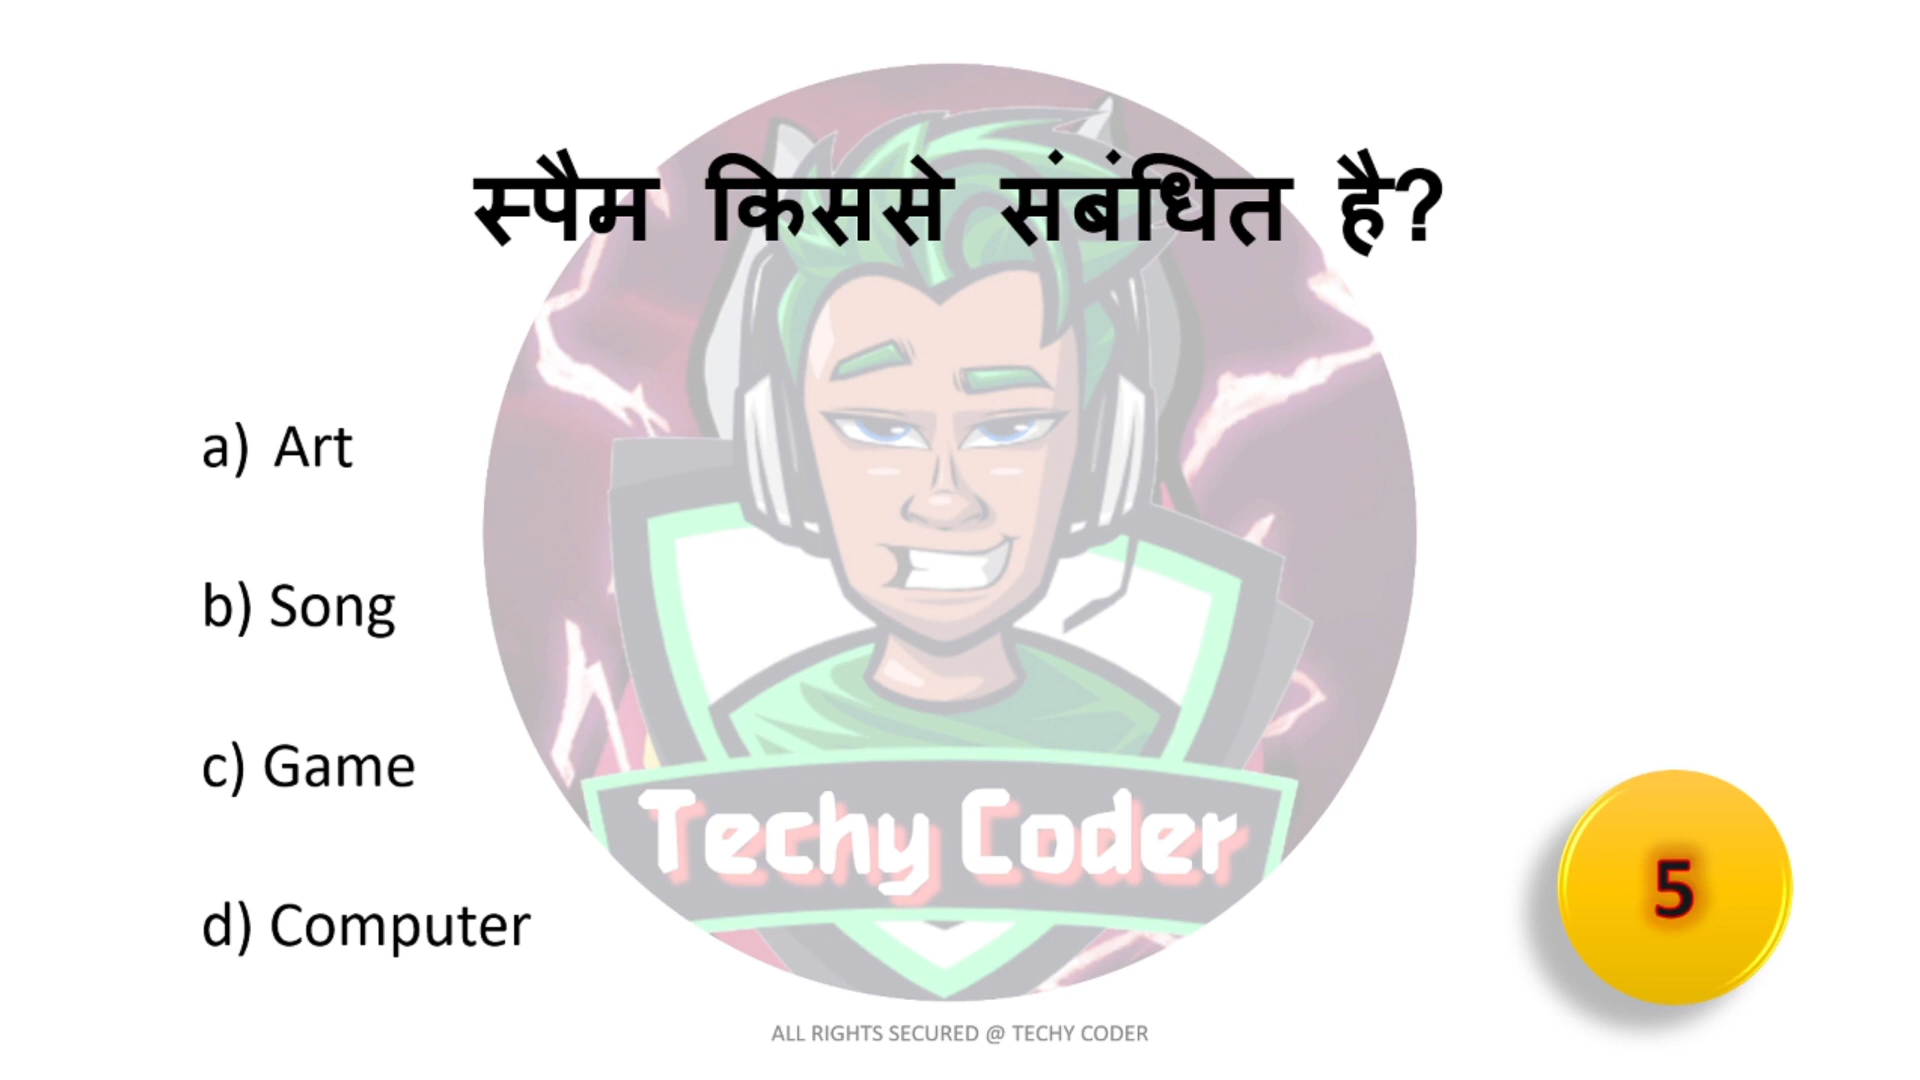 स्पैम किससे संबंधित है?
a) Art
b) Song
c) Game
d) Computer
5
Techy Coder
ALL RIGHTS SECURED @ TECHY CODER